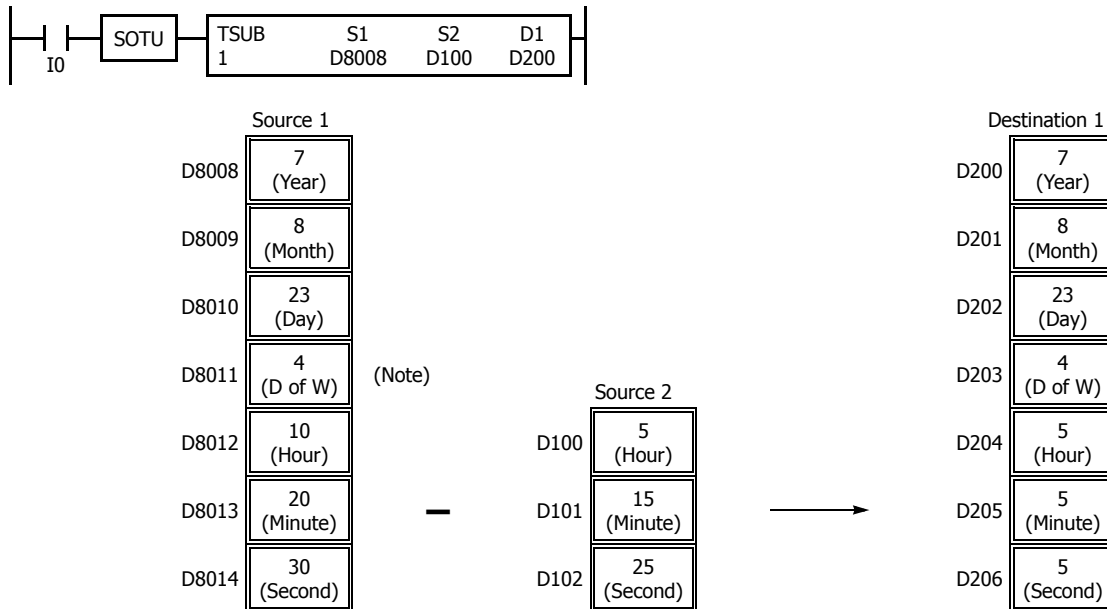 I0
SOTU
TSUB S1 S2 D1
1 D8008 D100 D200
Source 1
Destination 1
D8008 7 (Year)
D200 7 (Year)
D8009 8 (Month)
D201 8 (Month)
D8010 23 (Day)
D202 23 (Day)
D8011 4 (D of W) (Note)
D203 4 (D of W)
Source 2
D8012 10 (Hour)
D100 5 (Hour)
D204 5 (Hour)
D8013 20 (Minute)
–
D101 15 (Minute)
D205 5 (Minute)
D8014 30 (Second)
D102 25 (Second)
D206 5 (Second)